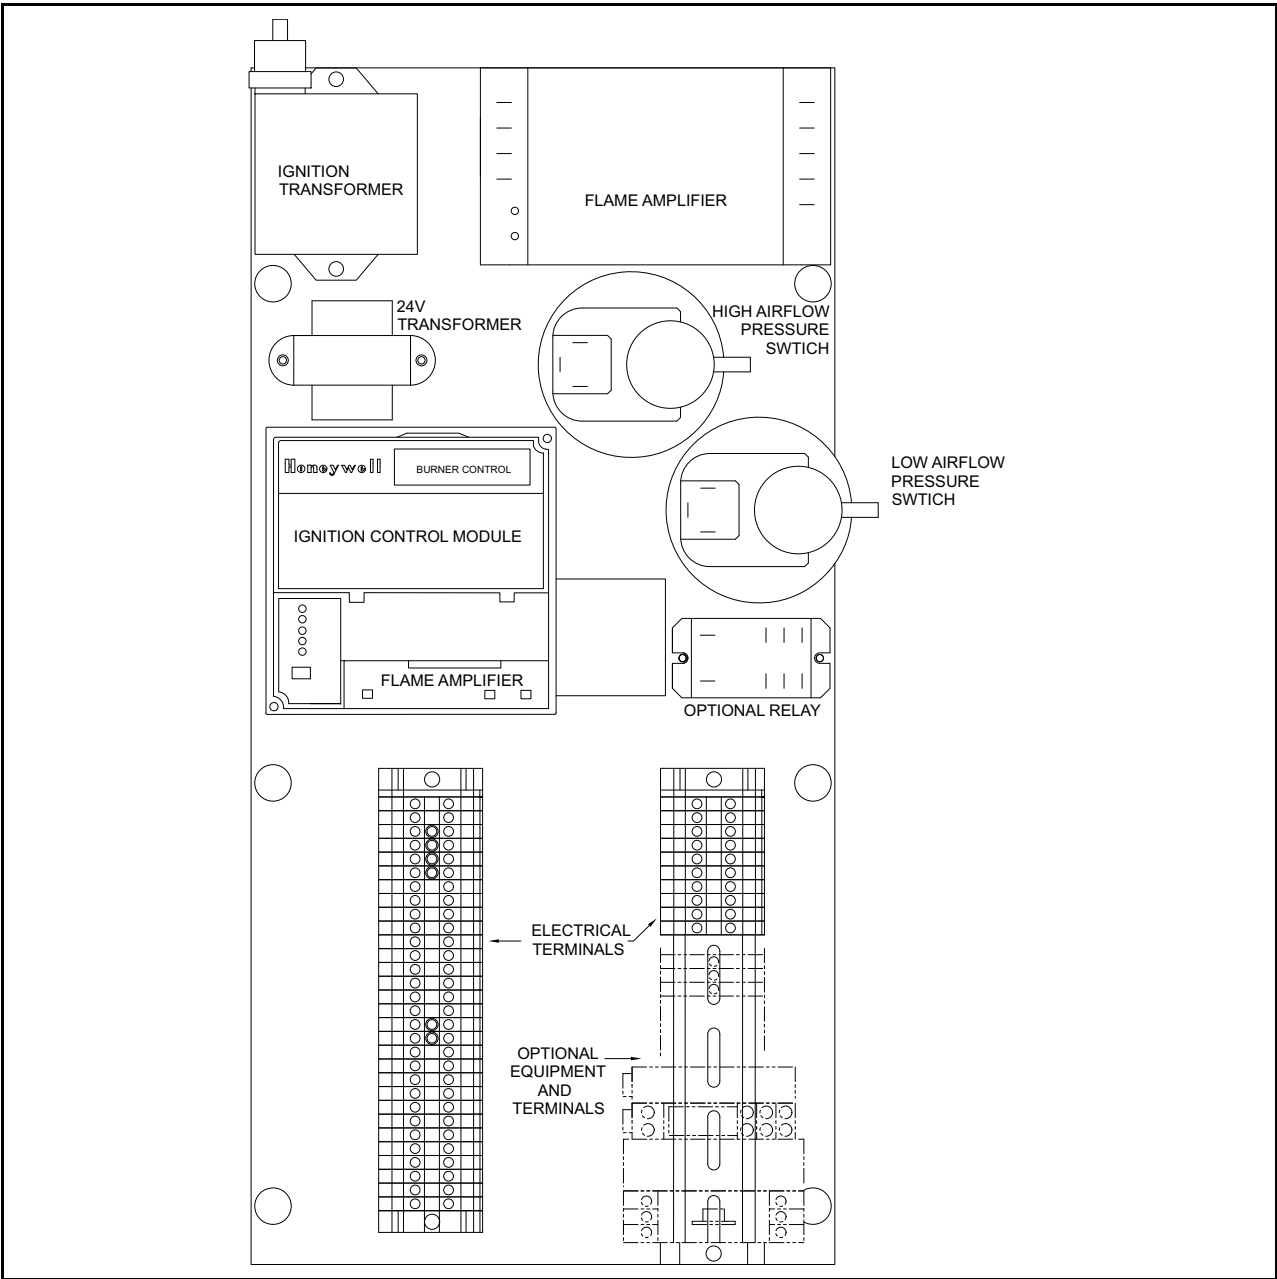 IGNITION
TRANSFORMER
FLAME AMPLIFIER
24V
TRANSFORMER
HIGH AIRFLOW
PRESSURE
SWTICH
Honeywell
BURNER CONTROL
IGNITION CONTROL MODULE
LOW AIRFLOW
PRESSURE
SWTICH
FLAME AMPLIFIER
OPTIONAL RELAY
ELECTRICAL
TERMINALS
OPTIONAL
EQUIPMENT
AND
TERMINALS